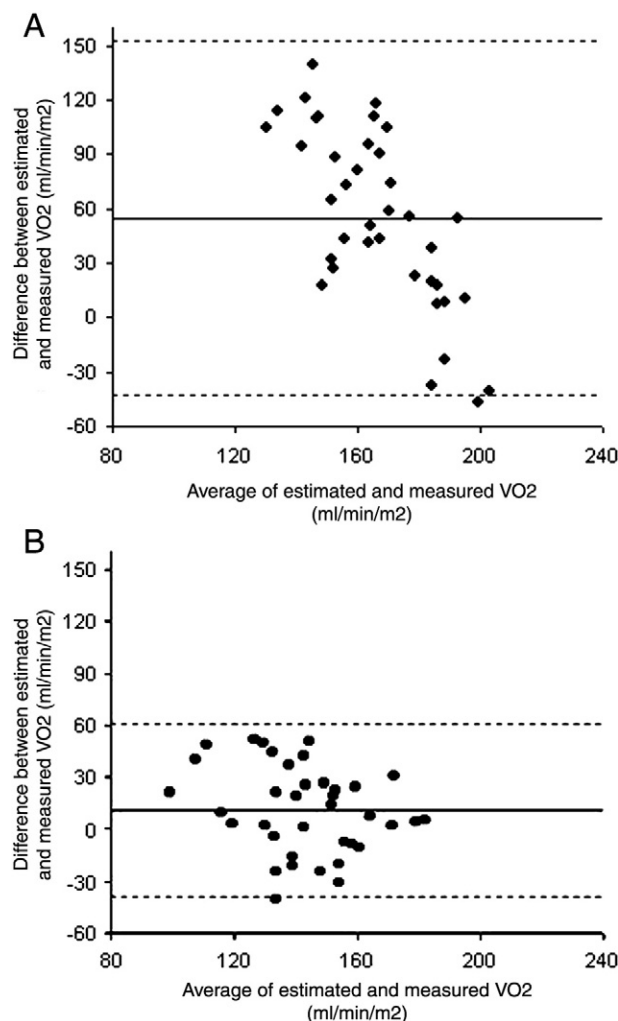 A
150
120
90
60
30
0
-30
-60
Difference between estimated
and measured VO2 (ml/min/m2)
80 120 160 200 240
Average of estimated and measured VO2
(ml/min/m2)
B
150
120
90
60
30
0
-30
-60
Difference between estimated
and measured VO2 (ml/min/m2)
80 120 160 200 240
Average of estimated and measured VO2
(ml/min/m2)